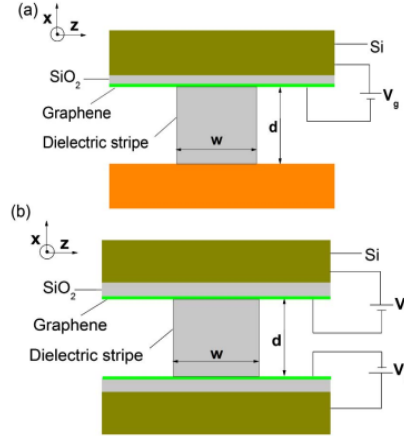 (a)
x
z
Si
SiO2
Graphene
Dielectric stripe
w
d
Vg
(b)
x
z
Si
SiO2
Graphene
Dielectric stripe
w
d
V
V